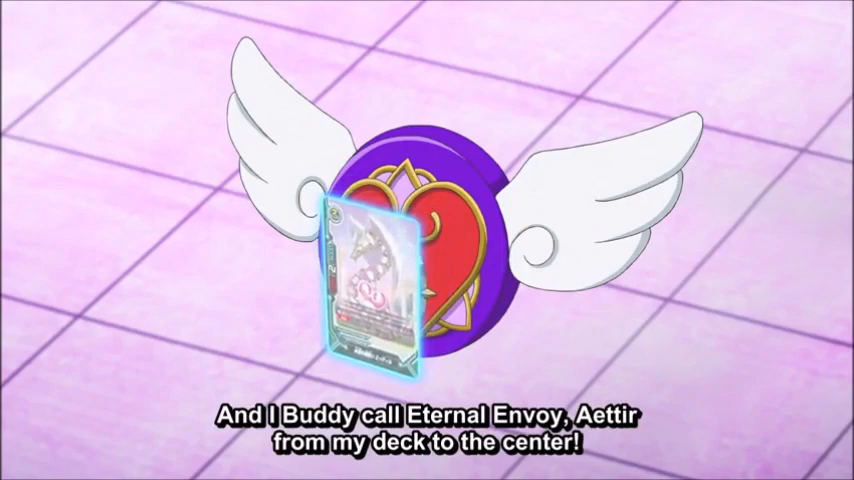 And I Buddy call Eternal Envoy, Aettir
from my deck to the center!